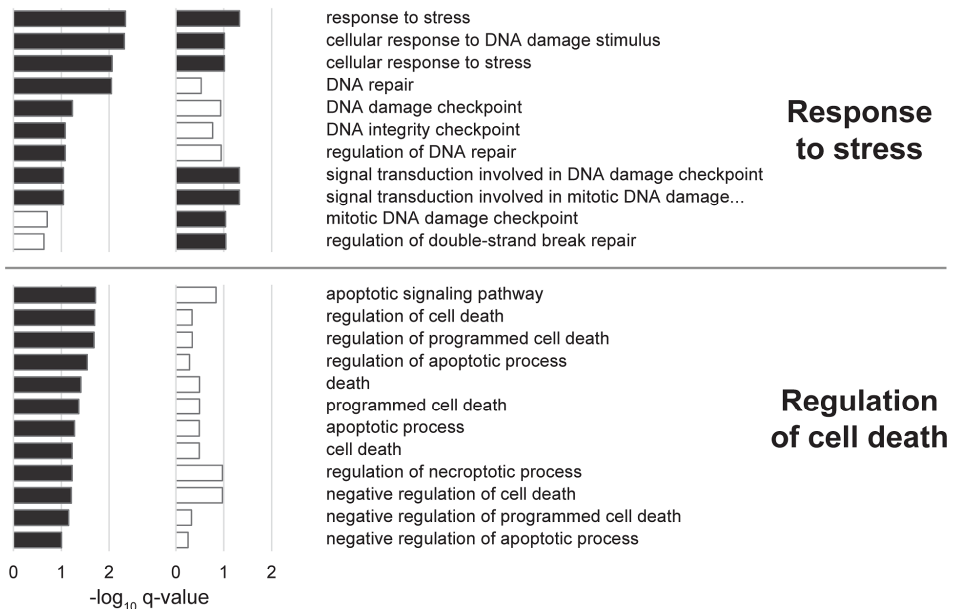 response to stress
cellular response to DNA damage stimulus
cellular response to stress
DNA repair
DNA damage checkpoint
DNA integrity checkpoint
regulation of DNA repair
signal transduction involved in DNA damage checkpoint
signal transduction involved in mitotic DNA damage...
mitotic DNA damage checkpoint
regulation of double-strand break repair
Response
to stress
apoptotic signaling pathway
regulation of cell death
regulation of programmed cell death
regulation of apoptotic process
death
programmed cell death
apoptotic process
cell death
regulation of necroptotic process
negative regulation of cell death
negative regulation of programmed cell death
negative regulation of apoptotic process
Regulation
of cell death
0 1 2 0 1 2
-log10 q-value